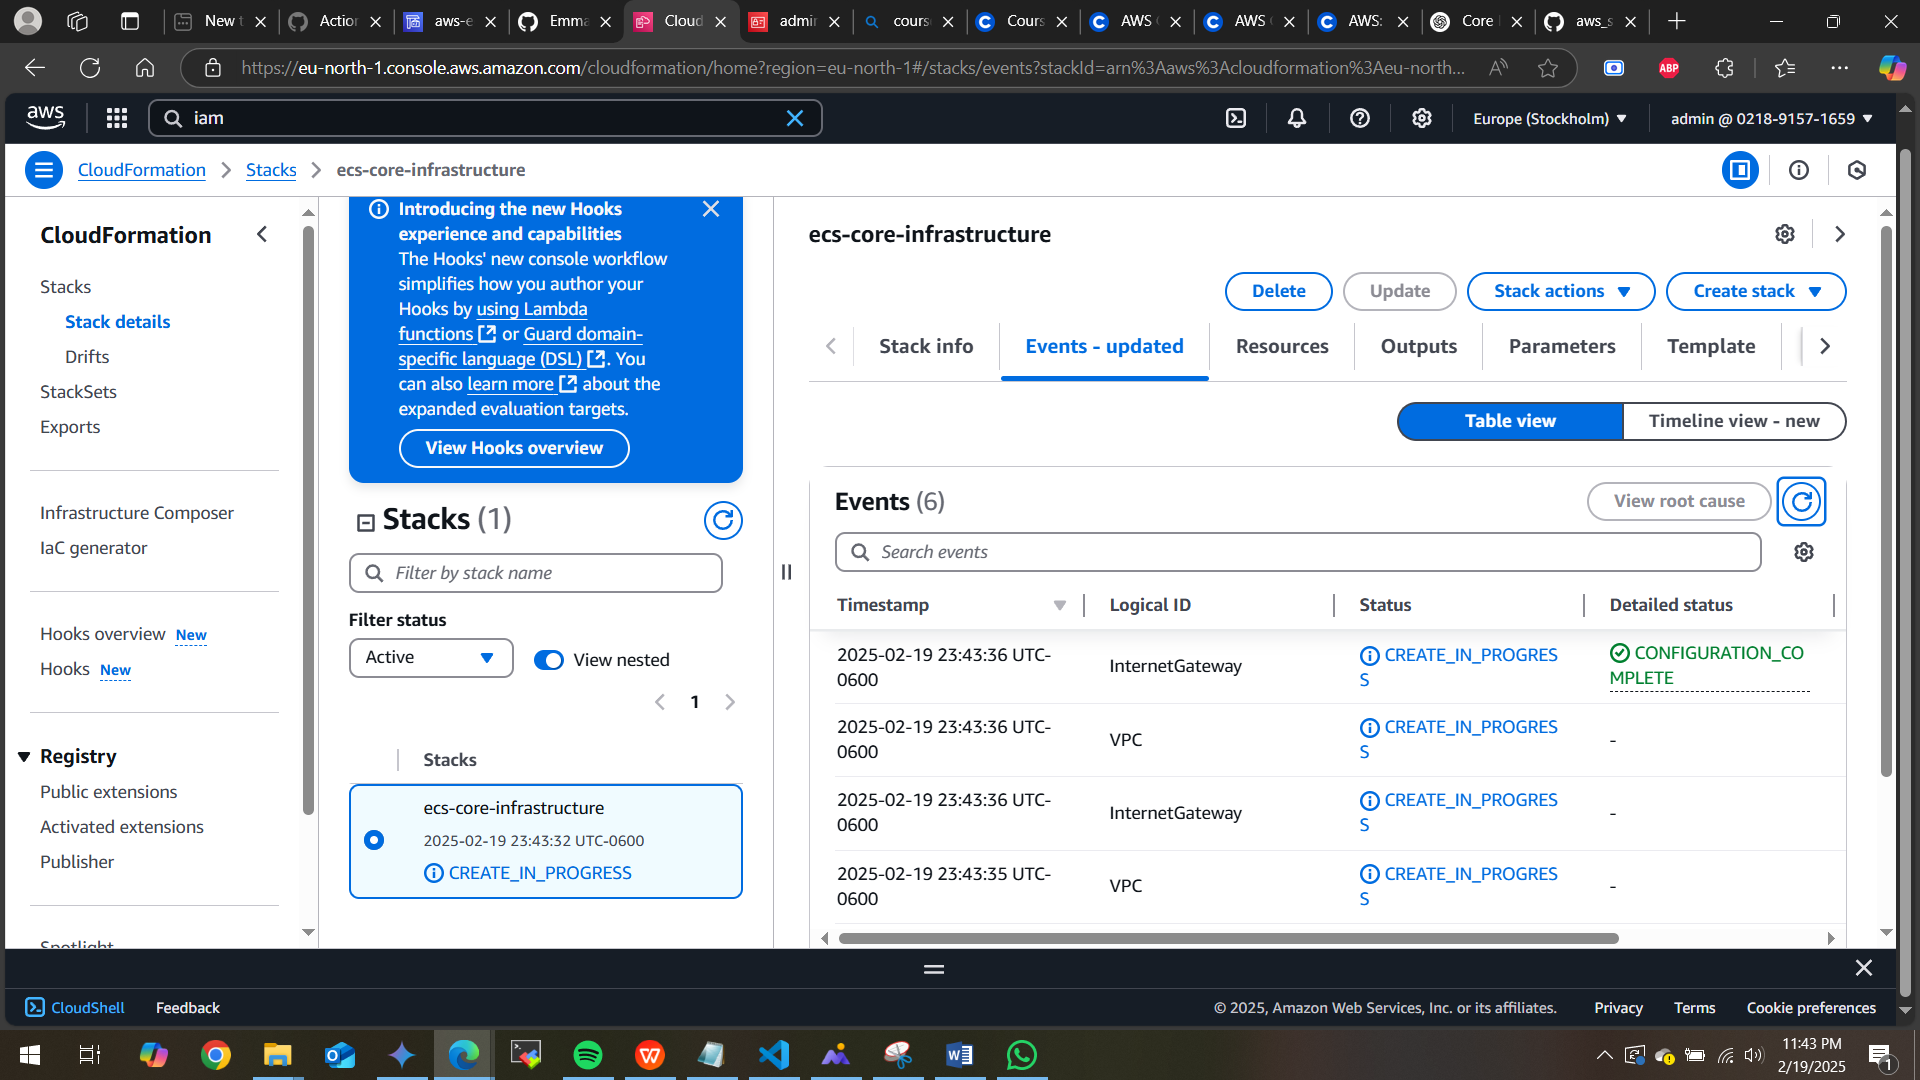 New t
Action
aws-e
Emma
Cloud
admin
cours
Cours
AWS
AWS
AWS:
Core
aws_s
https://eu-north-1.console.aws.amazon.com/cloudformation/home?region=eu-north-1#/stacks/events?stackId=arn%3Aaws%3Acloudformation%3Aeu-north...
ABP
aws
iam
Europe (Stockholm)
admin @ 0218-9157-1659
CloudFormation
Stacks
ecs-core-infrastructure
CloudFormation
Stacks
Stack details
Drifts
StackSets
Exports
Infrastructure Composer
IaC generator
Hooks overview New
Hooks New
Registry
Public extensions
Activated extensions
Publisher
Spotlight
Introducing the new Hooks
experience and capabilities
The Hooks' new console workflow
simplifies how you author your
Hooks by using Lambda
functions or Guard domain-
specific language (DSL). You
can also learn more about the
expanded evaluation targets.
View Hooks overview
Stacks (1)
Filter by stack name
Filter status
Active
View nested
1
Stacks
ecs-core-infrastructure
2025-02-19 23:43:32 UTC-0600
CREATE_IN_PROGRESS
ecs-core-infrastructure
Delete
Update
Stack actions
Create stack
Stack info
Events - updated
Resources
Outputs
Parameters
Template
Table view
Timeline view - new
Events (6)
View root cause
Search events
Timestamp
Logical ID
Status
Detailed status
2025-02-19 23:43:36 UTC-
0600
InternetGateway
CREATE_IN_PROGRES
S
CONFIGURATION_CO
MPLETE
2025-02-19 23:43:36 UTC-
0600
VPC
CREATE_IN_PROGRES
S
-
2025-02-19 23:43:36 UTC-
0600
InternetGateway
CREATE_IN_PROGRES
S
-
2025-02-19 23:43:35 UTC-
0600
VPC
CREATE_IN_PROGRES
S
-
CloudShell
Feedback
© 2025, Amazon Web Services, Inc. or its affiliates.
Privacy
Terms
Cookie preferences
11:43 PM
2/19/2025
1